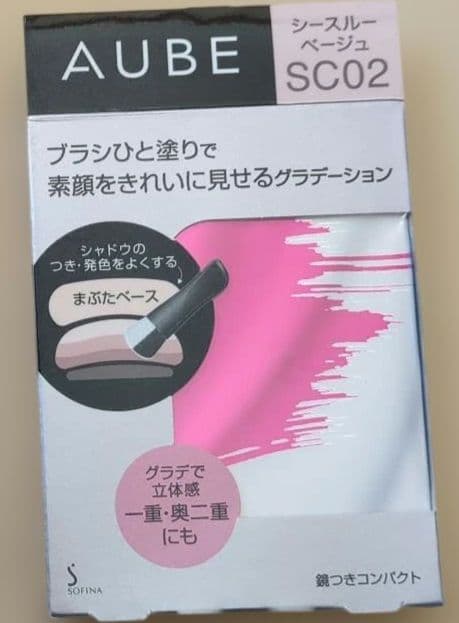 AUBE
シースルー
ベージュ
SC02
ブラシひと塗りで
素顔をきれいに見せるグラデーション
シャドウの
つき・発色をよくする
まぶたベース
グラデで
立体感
一重・奥二重
にも
SOFINA
鏡つきコンパクト